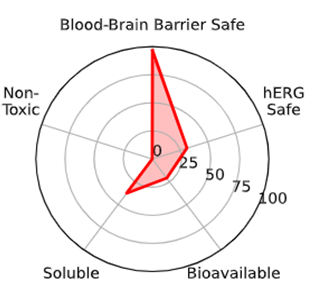 Blood-Brain Barrier Safe
Non-
Toxic
hERG
Safe
0
25
50
75
100
Soluble
Bioavailable